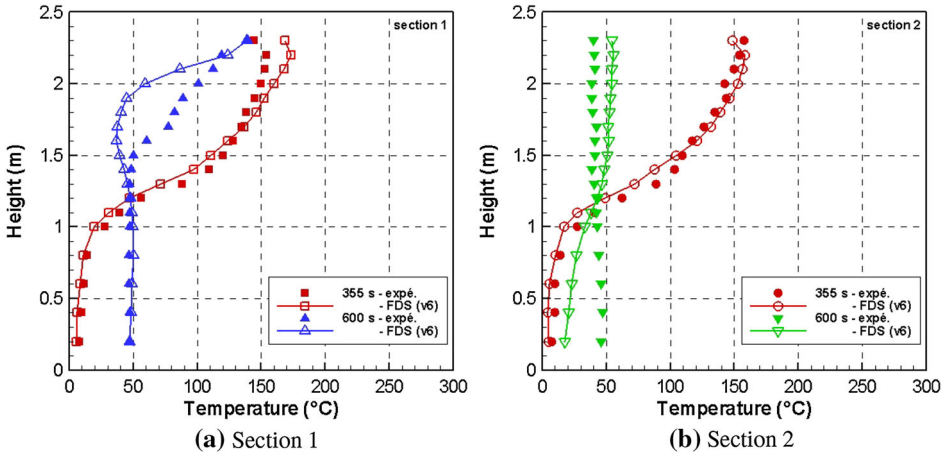 2.5
2
1.5
1
0.5
0
Height (m)
section 1
355 s - expé.
- FDS (v6)
600 s - expé.
- FDS (v6)
0 50 100 150 200 250 300
Temperature (°C)
(a) Section 1
2.5
2
1.5
1
0.5
0
Height (m)
section 2
355 s - expé.
- FDS (v6)
600 s - expé.
- FDS (v6)
0 50 100 150 200 250 300
Temperature (°C)
(b) Section 2